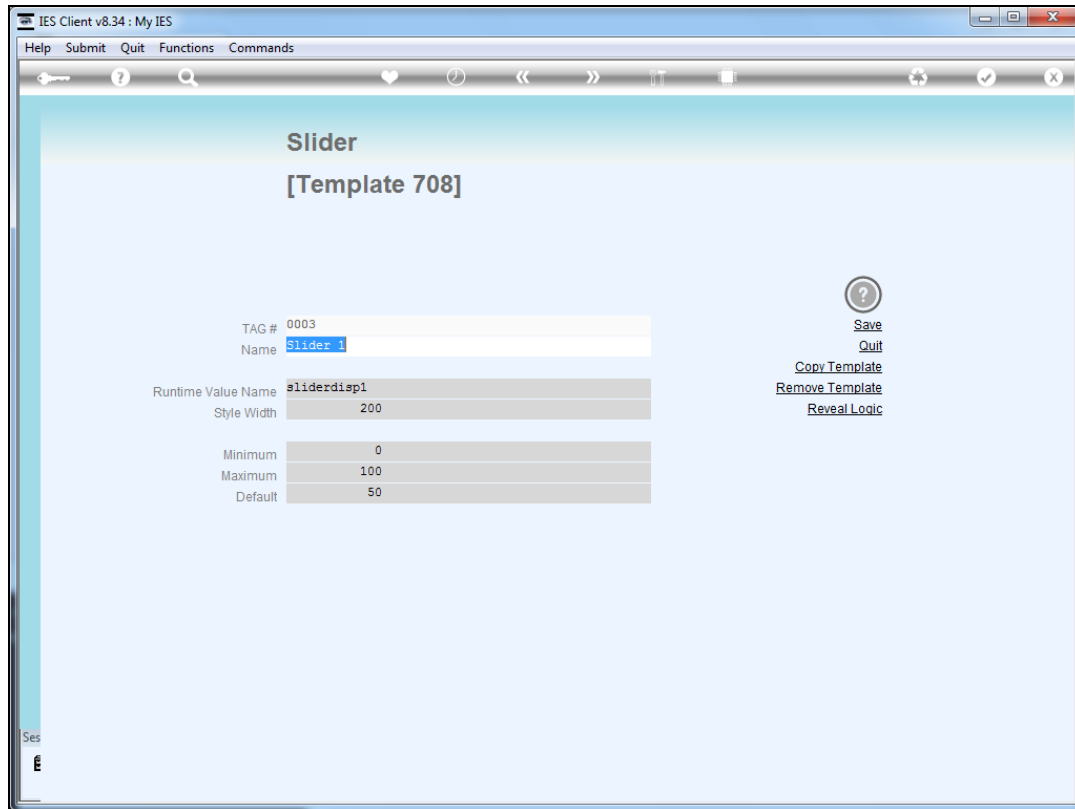 IES Client v8.34 : My IES
Help Submit Quit Functions Commands
Slider
[Template 708]
TAG # 0003
Name Slider 1
Runtime Value Name sliderdisp1
Style Width 200
Minimum 0
Maximum 100
Default 50
Save
Quit
Copy Template
Remove Template
Reveal Logic
Ses